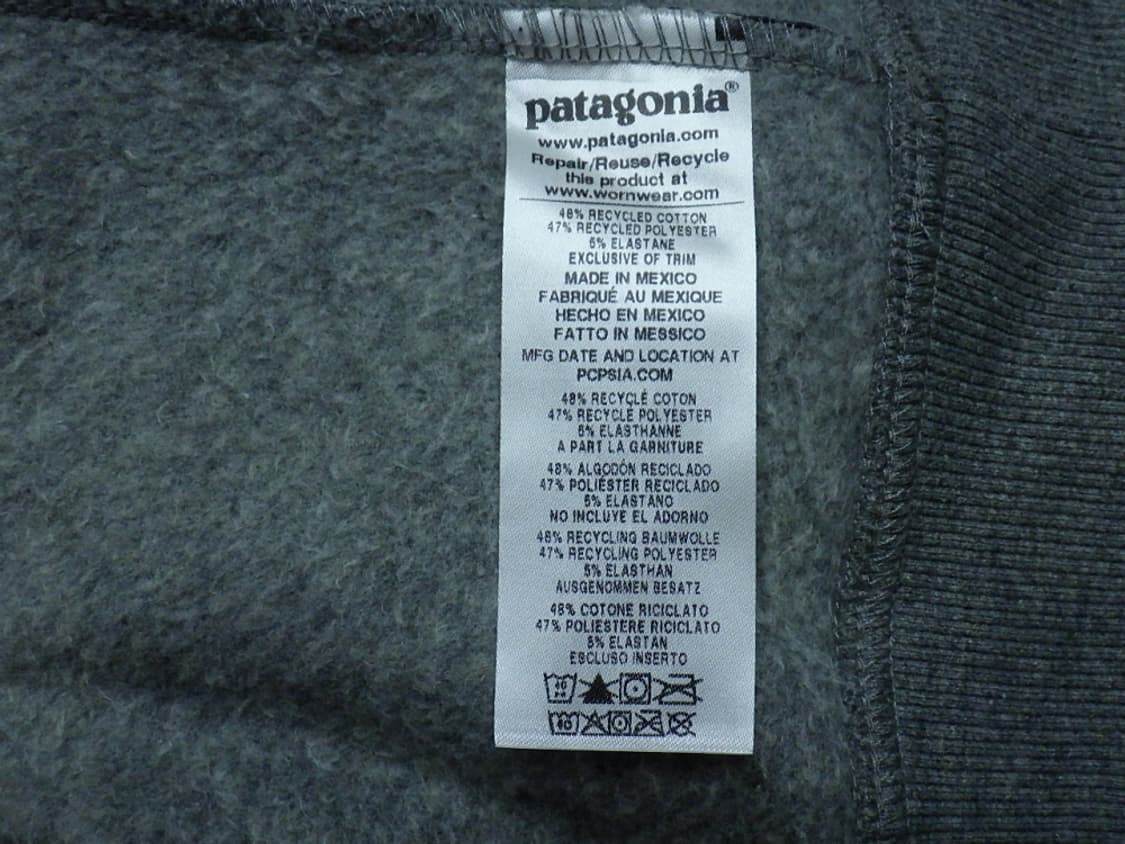 patagonia®
www.patagonia.com
Repair/Reuse/Recycle
this product at
www.wornwear.com
48% RECYCLED COTTON
47% RECYCLED POLYESTER
5% ELASTANE
EXCLUSIVE OF TRIM
MADE IN MEXICO
FABRIQUÉ AU MEXIQUE
HECHO EN MEXICO
FATTO IN MESSICO
MFG DATE AND LOCATION AT
PCPSIA.COM
48% RECYCLÉ COTON
47% RECYCLÉ POLYESTER
5% ELASTHANNE
A PART LA GARNITURE
48% ALGODÓN RECICLADO
47% POLIÉSTER RECICLADO
5% ELASTANO
NO INCLUYE EL ADORNO
48% RECYCLING BAUMWOLLE
47% RECYCLING POLYESTER
5% ELASTHAN
AUSGENOMMEN BESATZ
48% COTONE RICICLATO
47% POLIESTERE RICICLATO
5% ELASTAN
ESCLUSO INSERTO
40
40